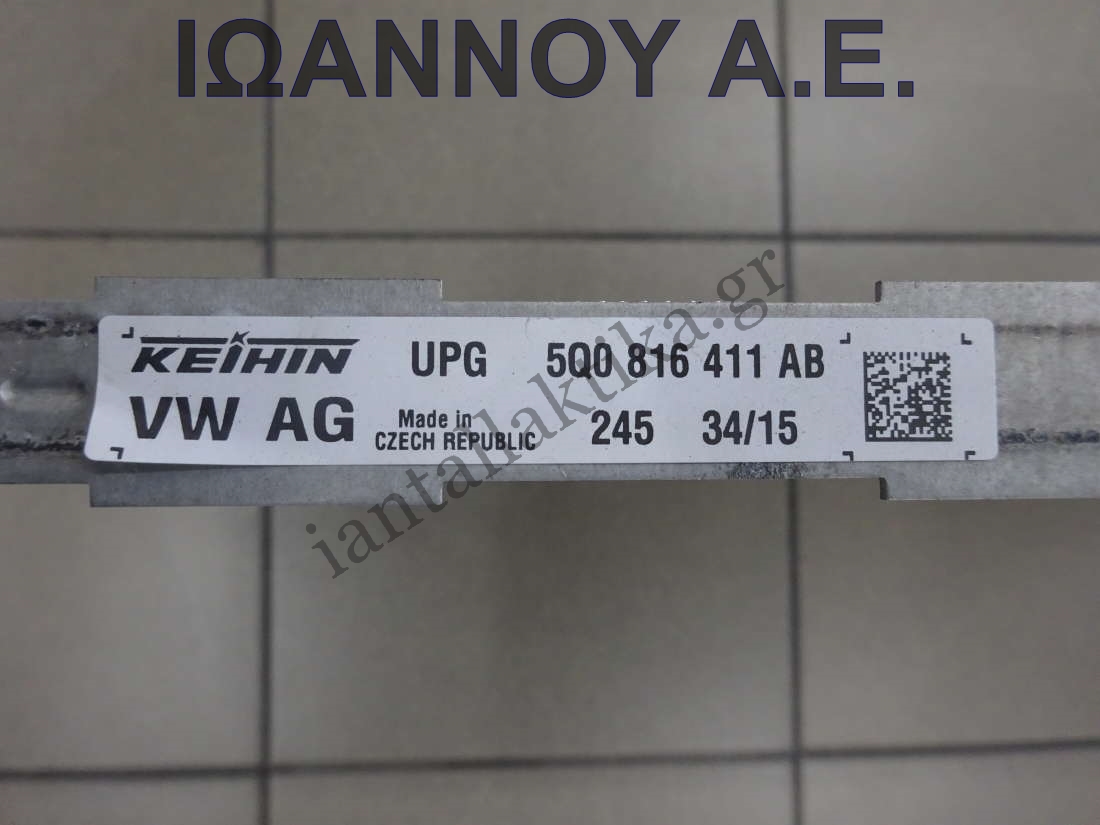 ΙΩΑΝΝΟΥ Α.Ε.
KEIHIN UPG 5Q0 816 411 AB
VW AG Made in CZECH REPUBLIC 245 34/15
iantallaktika.gr